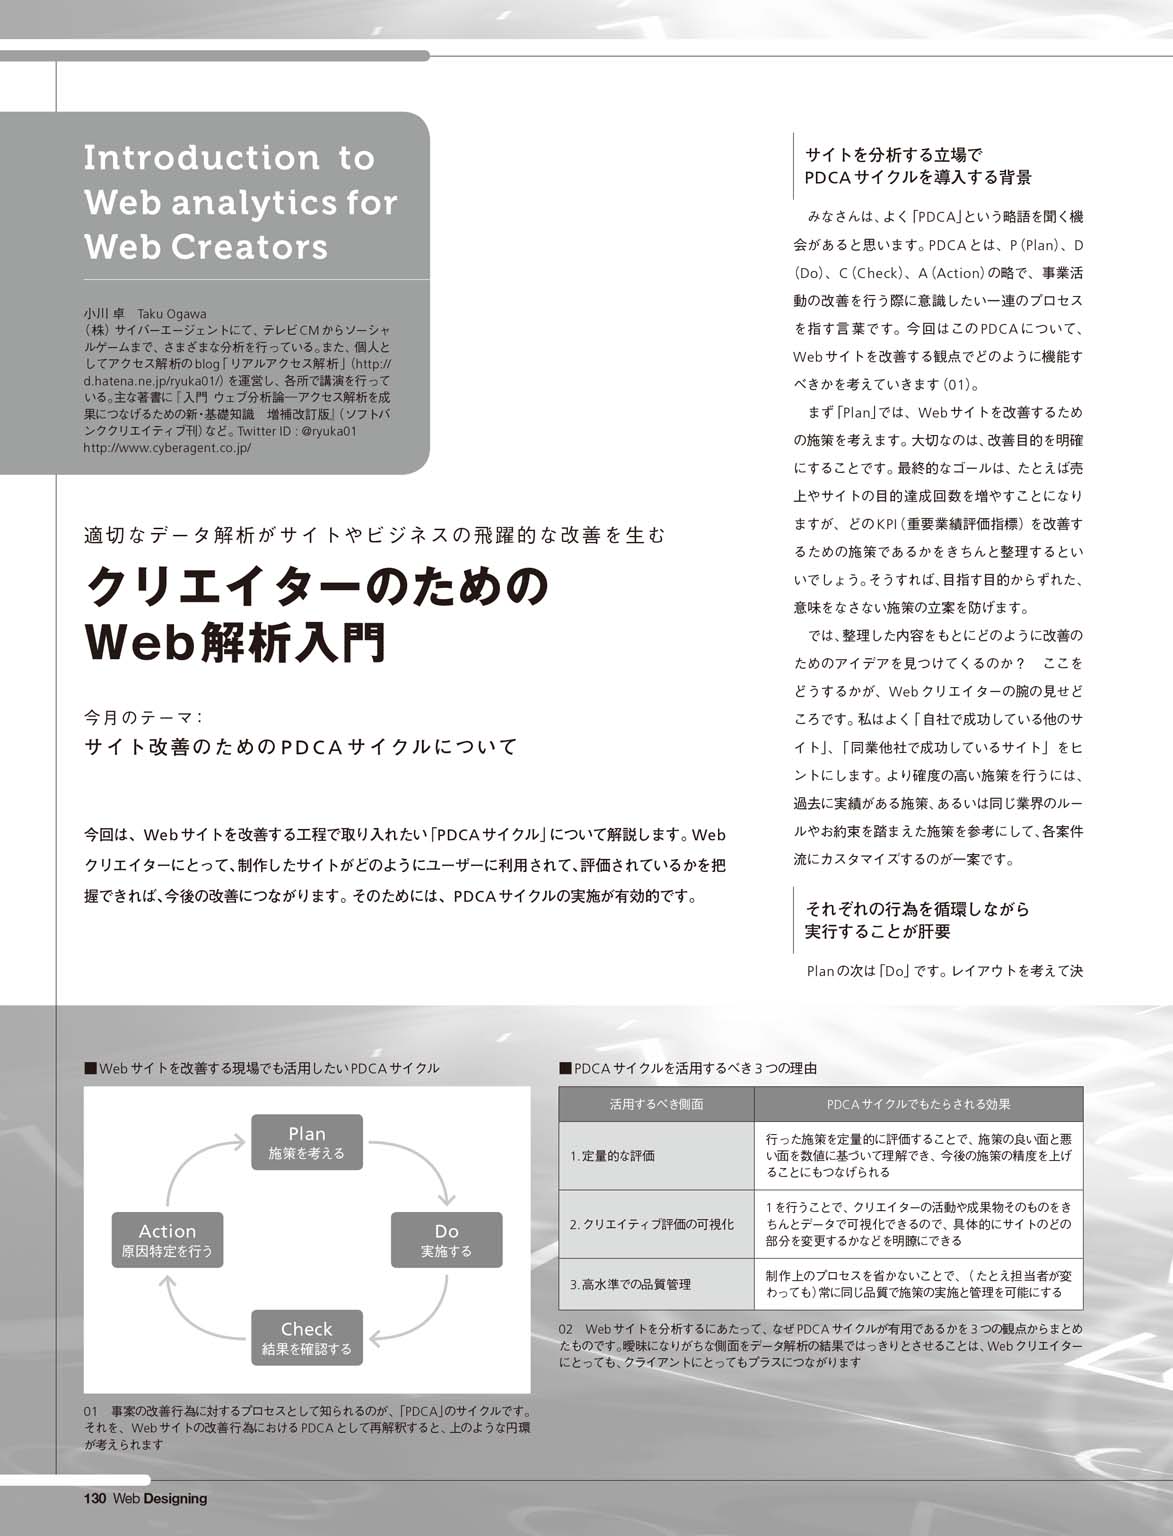 Introduction to
Web analytics for
Web Creators
小川 卓　Taku Ogawa
（株）サイバーエージェントにて、テレビCMからソーシャ
ルゲームまで、さまざまな分析を行っている。また、個人と
してアクセス解析のblog「リアルアクセス解析」（http://
d.hatena.ne.jp/ryuka01/）を運営し、各所で講演を行って
いる。主な著書に『入門 ウェブ分析論―アクセス解析を成
果につなげるための新・基礎知識　増補改訂版』（ソフトバ
ンククリエイティブ刊）など。Twitter ID : @ryuka01
http://www.cyberagent.co.jp/
適切なデータ解析がサイトやビジネスの飛躍的な改善を生む
クリエイターのための
Web解析入門
今月のテーマ：
サイト改善のためのPDCAサイクルについて
今回は、Webサイトを改善する工程で取り入れたい「PDCAサイクル」について解説します。Web
クリエイターにとって、制作したサイトがどのようにユーザーに利用されて、評価されているかを把
握できれば、今後の改善につながります。そのためには、PDCAサイクルの実施が有効的です。
サイトを分析する立場で
PDCAサイクルを導入する背景
みなさんは、よく「PDCA」という略語を聞く機
会があると思います。PDCAとは、P（Plan）、D
（Do）、C（Check）、A（Action）の略で、事業活
動の改善を行う際に意識したい一連のプロセス
を指す言葉です。今回はこのPDCAについて、
Webサイトを改善する観点でどのように機能す
べきかを考えていきます（01）。
まず「Plan」では、Webサイトを改善するため
の施策を考えます。大切なのは、改善目的を明確
にすることです。最終的なゴールは、たとえば売
上やサイトの目的達成回数を増やすことになり
ますが、どのKPI（重要業績評価指標）を改善す
るための施策であるかをきちんと整理するとい
いでしょう。そうすれば、目指す目的からずれた、
意味をなさない施策の立案を防げます。
では、整理した内容をもとにどのように改善の
ためのアイデアを見つけてくるのか？　ここを
どうするかが、Webクリエイターの腕の見せど
ころです。私はよく「自社で成功している他のサ
イト」、「同業他社で成功しているサイト」をヒ
ントにします。より確度の高い施策を行うには、
過去に実績がある施策、あるいは同じ業界のルー
ルやお約束を踏まえた施策を参考にして、各案件
流にカスタマイズするのが一案です。
それぞれの行為を循環しながら
実行することが肝要
Planの次は「Do」です。レイアウトを考えて決
■Webサイトを改善する現場でも活用したいPDCAサイクル
Plan
施策を考える
Action
原因特定を行う
Do
実施する
Check
結果を確認する
01　事案の改善行為に対するプロセスとして知られるのが、「PDCA」のサイクルです。
それを、Webサイトの改善行為におけるPDCAとして再解釈すると、上のような円環
が考えられます
■PDCAサイクルを活用するべき3つの理由
活用するべき側面
PDCAサイクルでもたらされる効果
1.定量的な評価
行った施策を定量的に評価することで、施策の良い面と悪
い面を数値に基づいて理解でき、今後の施策の精度を上げ
ることにもつなげられる
2.クリエイティブ評価の可視化
1を行うことで、クリエイターの活動や成果物そのものをき
ちんとデータで可視化できるので、具体的にサイトのどの
部分を変更するかなどを明瞭にできる
3.高水準での品質管理
制作上のプロセスを省かないことで、（たとえ担当者が変
わっても）常に同じ品質で施策の実施と管理を可能にする
02　Webサイトを分析するにあたって、なぜPDCAサイクルが有用であるかを3つの観点からまとめ
たものです。曖昧になりがちな側面をデータ解析の結果ではっきりとさせることは、Webクリエイター
にとっても、クライアントにとってもプラスにつながります
130 Web Designing